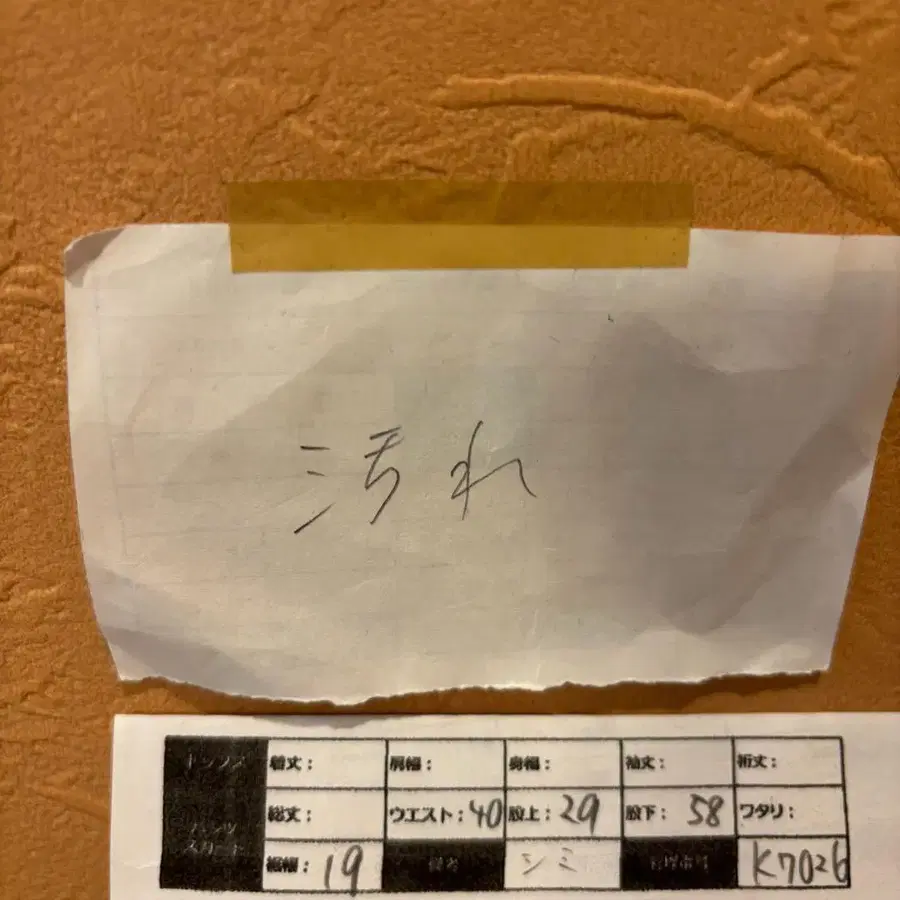 汚れ
トップス 着丈： 肩幅： 身幅： 袖丈： 裄丈：
パンツ スカート 総丈： ウエスト：40 股上：29 股下：58 ワタリ：
裾幅：19 備考 シミ 管理番号 K7026